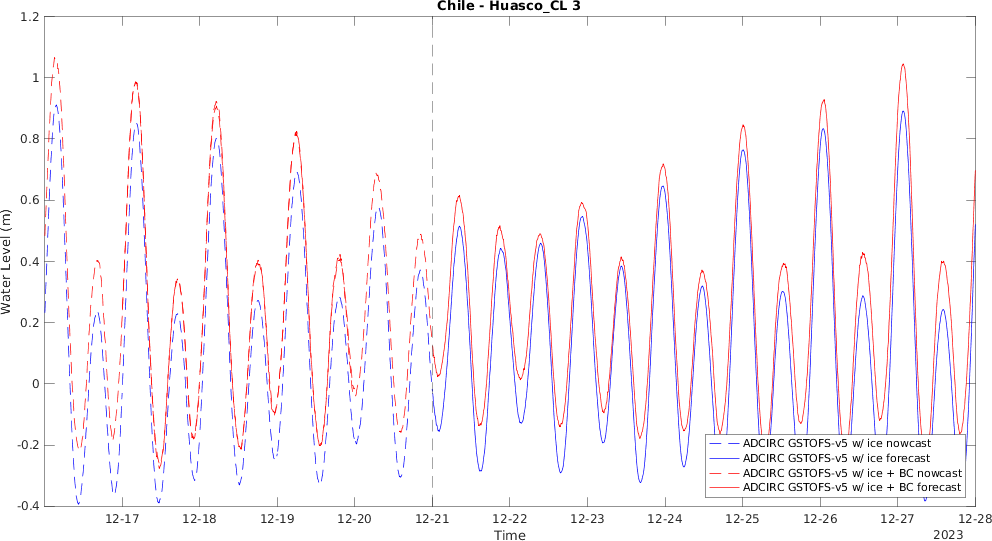 Chile - Huasco_CL 3
1.2
1
0.8
0.6
0.4
0.2
0
-0.2
-0.4
Water Level (m)
ADCIRC GSTOFS-v5 w/ ice nowcast
ADCIRC GSTOFS-v5 w/ ice forecast
ADCIRC GSTOFS-v5 w/ ice + BC nowcast
ADCIRC GSTOFS-v5 w/ ice + BC forecast
12-17 12-18 12-19 12-20 12-21 12-22 12-23 12-24 12-25 12-26 12-27 12-28
Time
2023